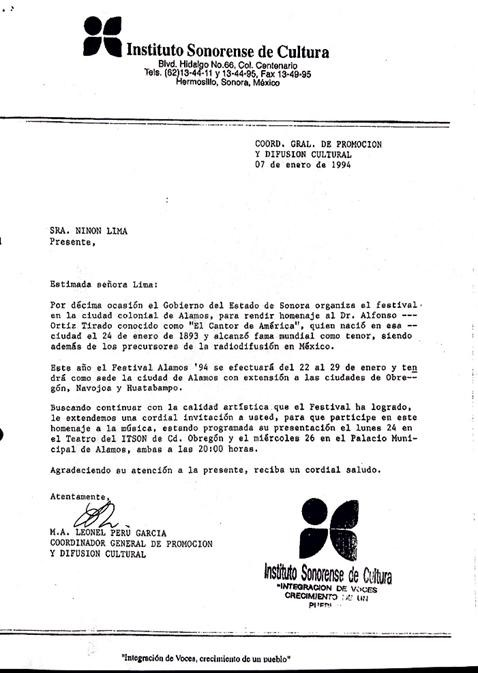 Instituto Sonorense de Cultura
Blvd. Hidalgo No.66, Col. Centenario
Tels. (62)13-44-11 y 13-44-95, Fax 13-49-95
Hermosillo, Sonora, México
COORD. GRAL. DE PROMOCION
Y DIFUSION CULTURAL
07 de enero de 1994
SRA. NINON LIMA
Presente,
Estimada señora Lima:
Por décima ocasión el Gobierno del Estado de Sonora organiza el festival
en la ciudad colonial de Alamos, para rendir homenaje al Dr. Alfonso ---
Ortíz Tirado conocido como "El Cantor de América", quien nació en esa --
ciudad el 24 de enero de 1893 y alcanzó fama mundial como tenor, siendo
además de los precursores de la radiodifusión en México.
Este año el Festival Alamos '94 se efectuará del 22 al 29 de enero y ten
drá como sede la ciudad de Alamos con extensión a las ciudades de Obre-
gón, Navojoa y Huatabampo.
Buscando continuar con la calidad artística que el Festival ha logrado,
le extendemos una cordial invitación a usted, para que participe en este
homenaje a la música, estando programada su presentación el lunes 24 en
el Teatro del ITSON de Cd. Obregón y el miércoles 26 en el Palacio Muni-
cipal de Alamos, ambas a las 20:00 horas.
Agradeciendo su atención a la presente, reciba un cordial saludo.
Atentamente,
M.A. LEONEL PERU GARCIA
COORDINADOR GENERAL DE PROMOCION
Y DIFUSION CULTURAL
Instituto Sonorense de Cultura
"INTEGRACION DE VOCES
CRECIMIENTO DE UN
"Integración de Voces, crecimiento de un pueblo"